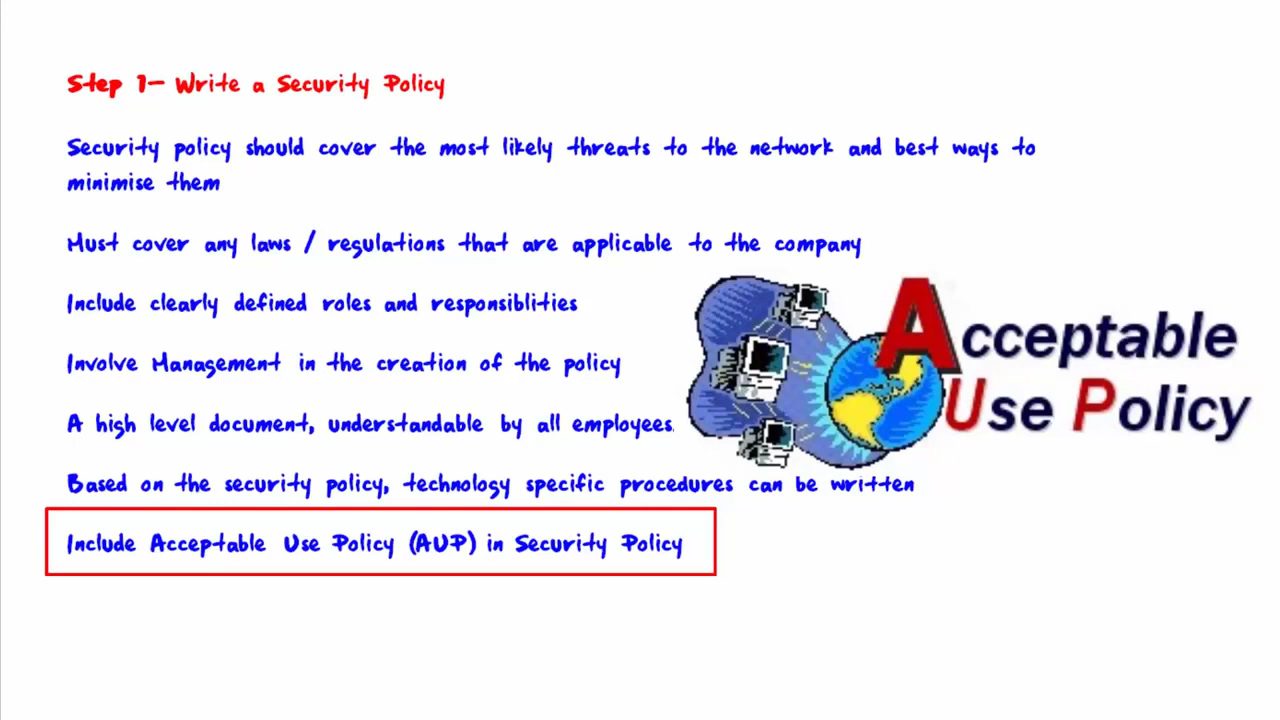 Step 1- Write a Security Policy
Security policy should cover the most likely threats to the network and best ways to
minimise them
Must cover any laws / regulations that are applicable to the company
Include clearly defined roles and responsiblities
Involve Management in the creation of the policy
A high level document, understandable by all employees.
Based on the security policy, technology specific procedures can be written
Include Acceptable Use Policy (AUP) in Security Policy
Acceptable
Use Policy